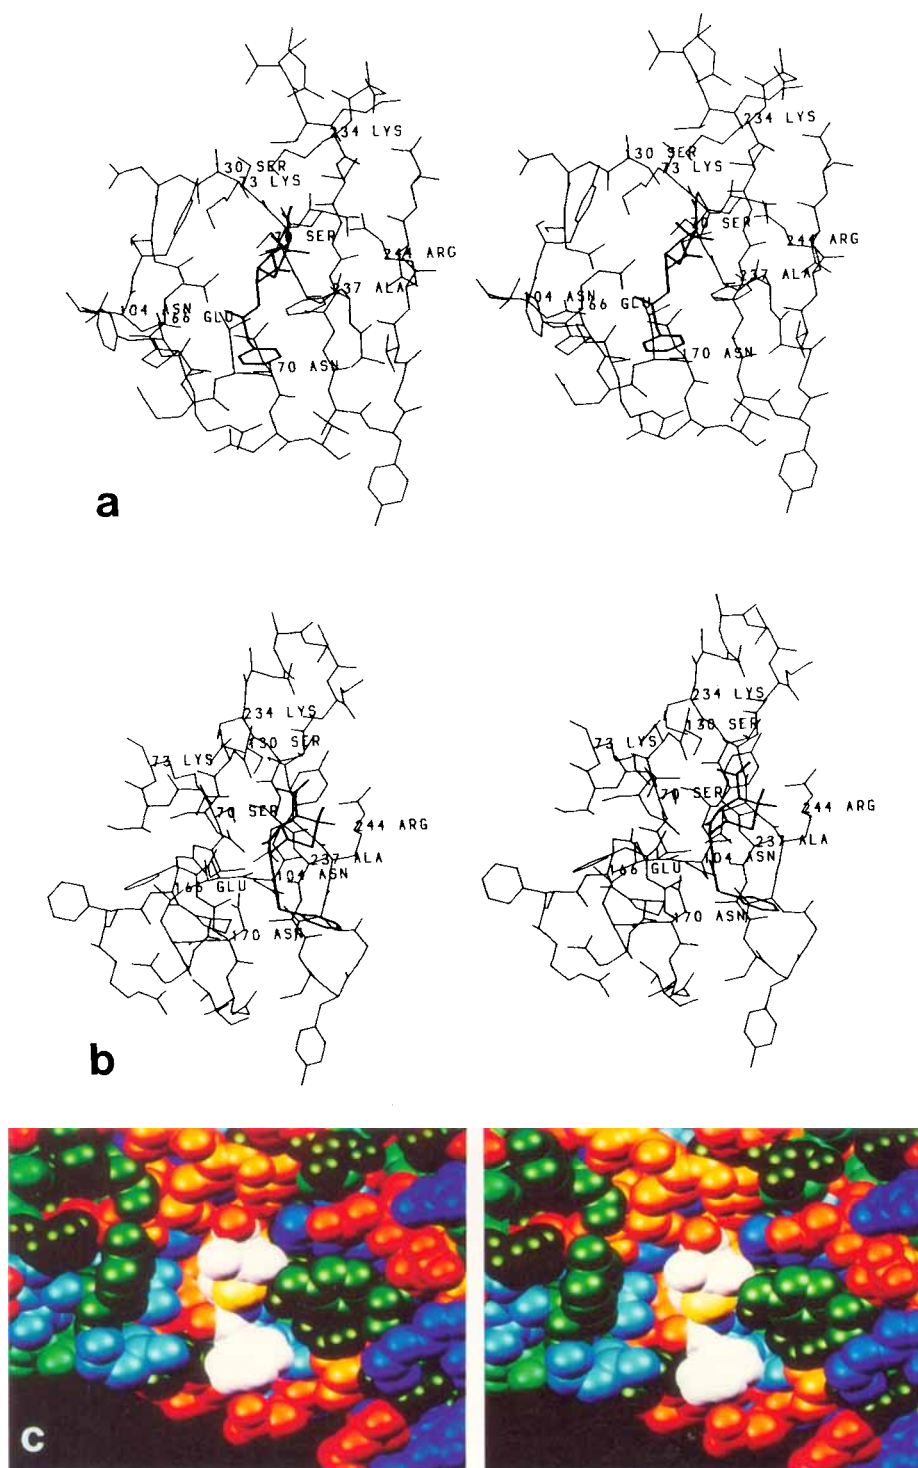 234 LYS
30 SER
73 LYS
SER
244 ARG
237 ALA
104 ASN
166 GLU
170 ASN
234 LYS
130 SER
73 LYS
70 SER
244 ARG
237 ALA
104 ASN
166 GLU
170 ASN
a
234 LYS
130 SER
73 LYS
70 SER
244 ARG
237 ALA
104 ASN
166 GLU
170 ASN
234 LYS
130 SER
73 LYS
70 SER
244 ARG
237 ALA
104 ASN
166 GLU
170 ASN
b
c